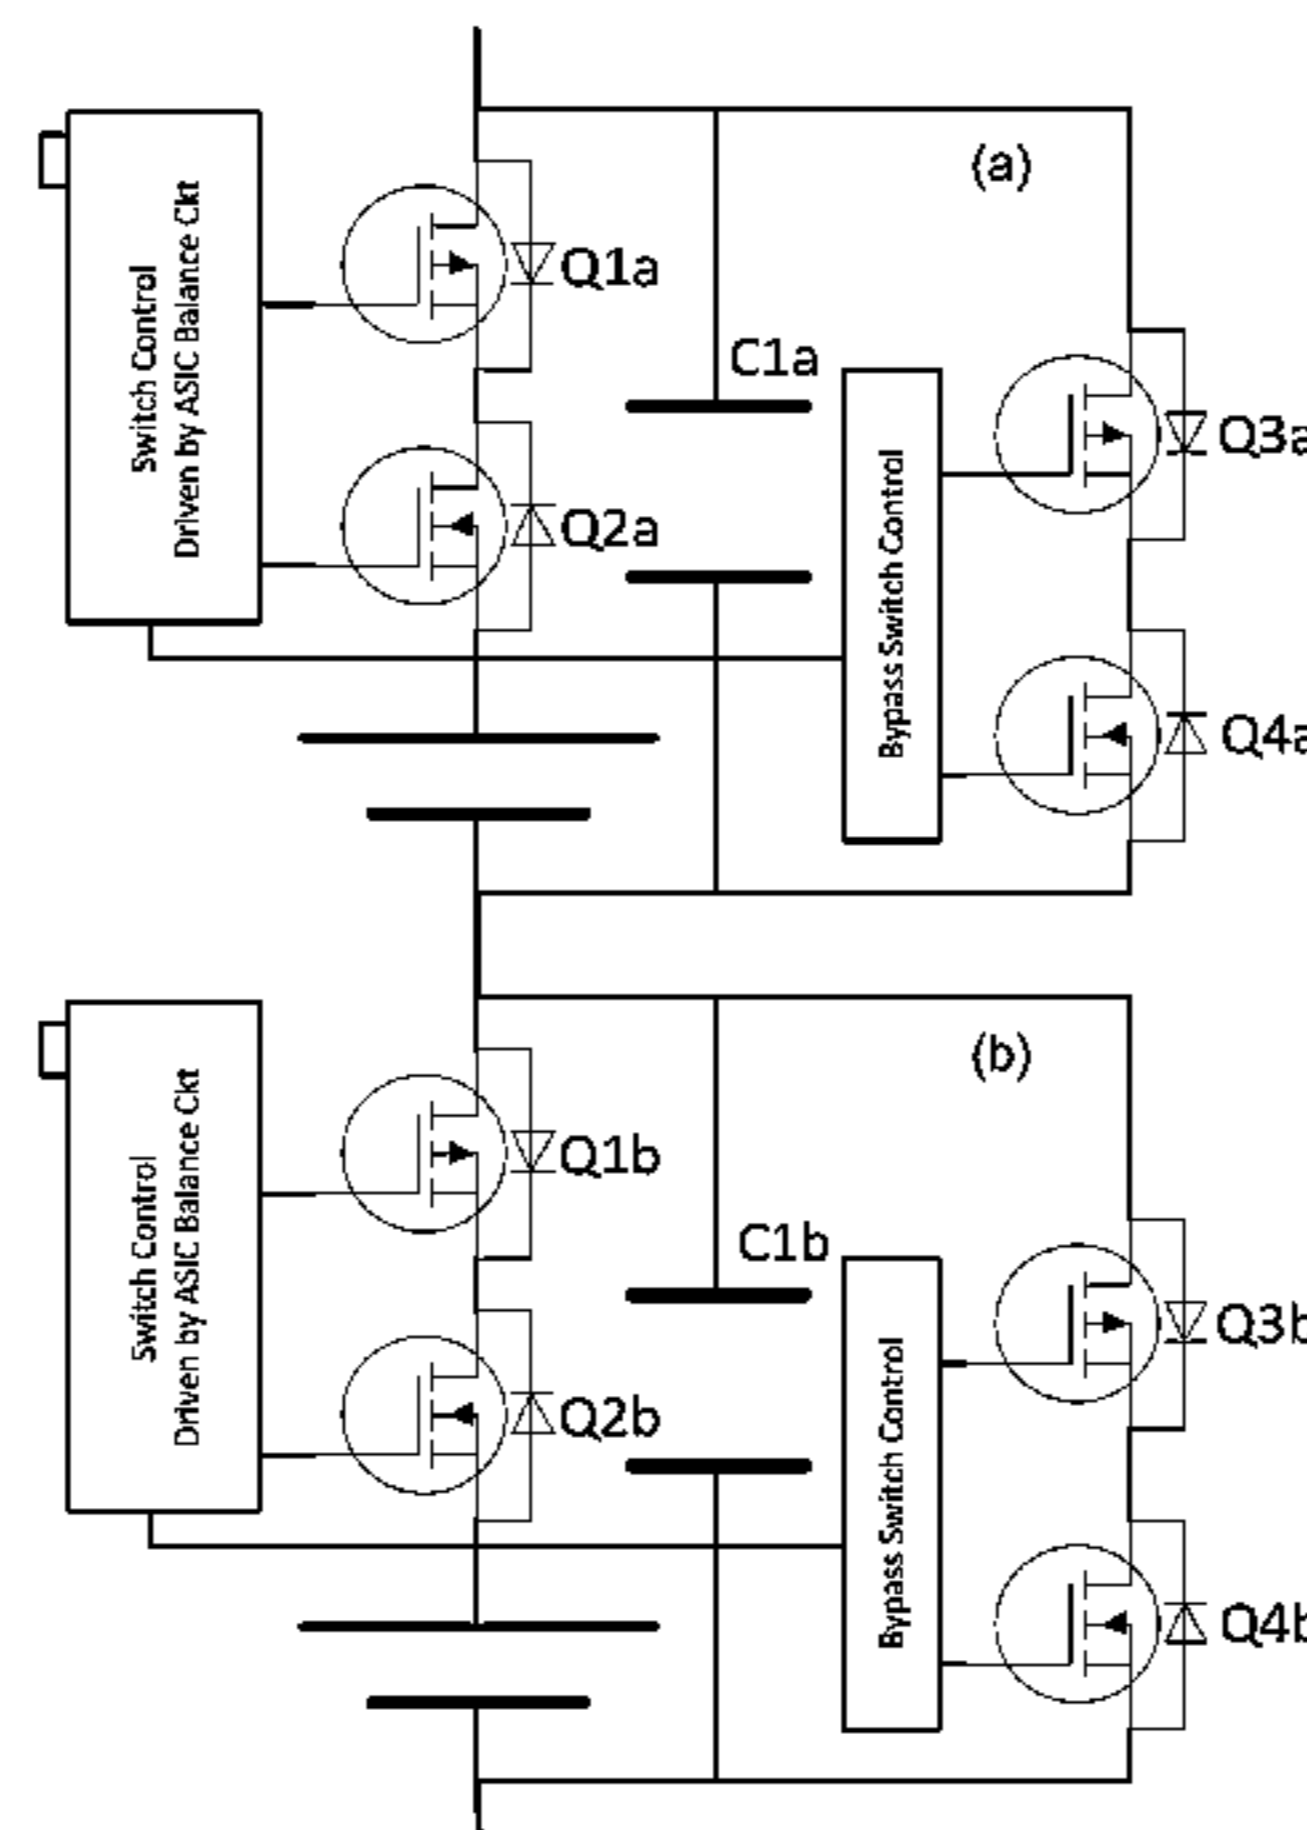 (a)
Switch Control
Driven by ASIC Balance Ckt
Q1a
C1a
Q3a
Q2a
Bypass Switch Control
Q4a
(b)
Switch Control
Driven by ASIC Balance Ckt
Q1b
C1b
Q3b
Q2b
Bypass Switch Control
Q4b